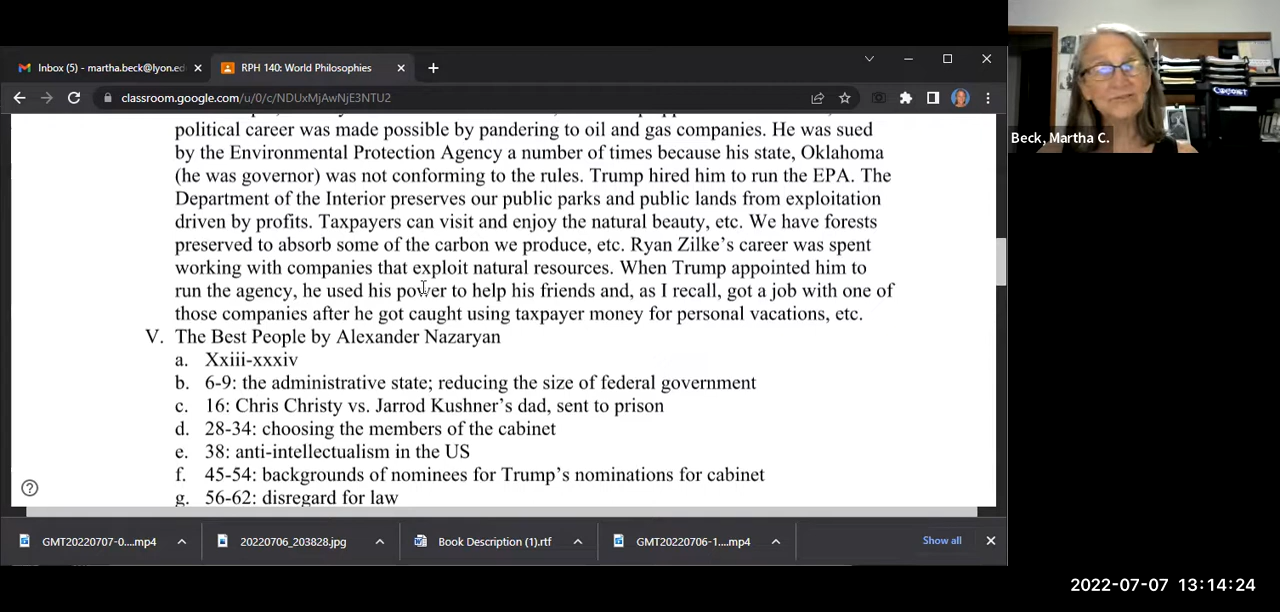 Inbox (5) - martha.beck@lyon.ed
RPH 140: World Philosophies
classroom.google.com/u/0/c/NDUxMjAwNjE3NTU2
political career was made possible by pandering to oil and gas companies. He was sued
by the Environmental Protection Agency a number of times because his state, Oklahoma
(he was governor) was not conforming to the rules. Trump hired him to run the EPA. The
Department of the Interior preserves our public parks and public lands from exploitation
driven by profits. Taxpayers can visit and enjoy the natural beauty, etc. We have forests
preserved to absorb some of the carbon we produce, etc. Ryan Zilke's career was spent
working with companies that exploit natural resources. When Trump appointed him to
run the agency, he used his power to help his friends and, as I recall, got a job with one of
those companies after he got caught using taxpayer money for personal vacations, etc.
V. The Best People by Alexander Nazaryan
a. Xxiii-xxxiv
b. 6-9: the administrative state; reducing the size of federal government
c. 16: Chris Christy vs. Jarrod Kushner's dad, sent to prison
d. 28-34: choosing the members of the cabinet
e. 38: anti-intellectualism in the US
f. 45-54: backgrounds of nominees for Trump's nominations for cabinet
g. 56-62: disregard for law
GMT20220707-0....mp4
20220706_203828.jpg
Book Description (1).rtf
GMT20220706-1....mp4
Show all
Beck, Martha C.
2022-07-07 13:14:24